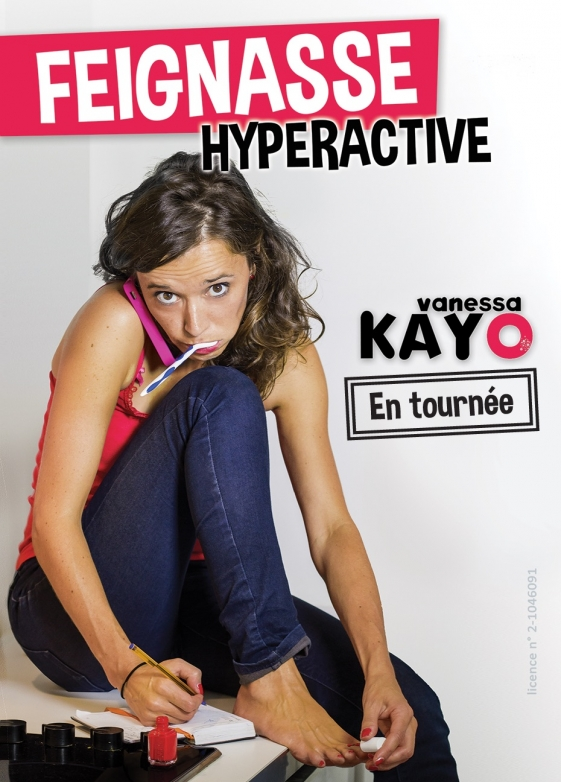 FEIGNASSE
HYPERACTIVE
vanessa
KAYO
En tournée
licence n° 2-1046091